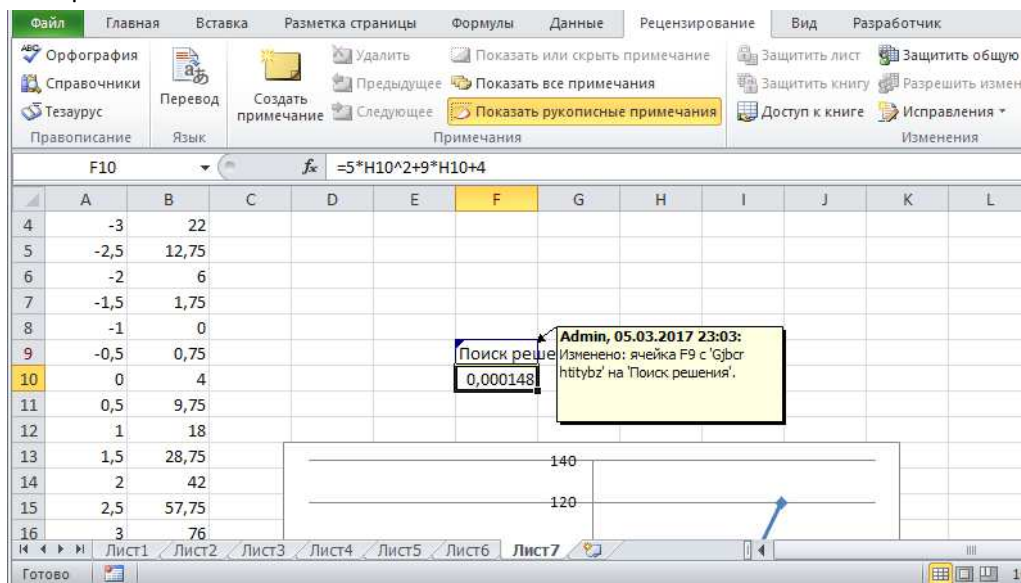 Файл Главная Вставка Разметка страницы Формулы Данные Рецензирование Вид Разработчик
Орфография
Справочники
Тезаурус
Правописание
Перевод
Язык
Создать примечание
Удалить
Предыдущее
Следующее
Показать или скрыть примечание
Показать все примечания
Показать рукописные примечания
Примечания
Защитить лист
Защитить книгу
Доступ к книге
Защитить общую
Разрешить измен
Исправления
Изменения
F10 fx =5*H10^2+9*H10+4
A B C D E F G H I J K L
4 -3 22
5 -2,5 12,75
6 -2 6
7 -1,5 1,75
8 -1 0
9 -0,5 0,75 Поиск реше
10 0 4 0,000148
11 0,5 9,75
12 1 18
13 1,5 28,75
14 2 42
15 2,5 57,75
16 3 76
Admin, 05.03.2017 23:03:
Изменено: ячейка F9 с 'Gjbcr
htitybz' на 'Поиск решения'.
140
120
Лист1 Лист2 Лист3 Лист4 Лист5 Лист6 Лист7
Готово